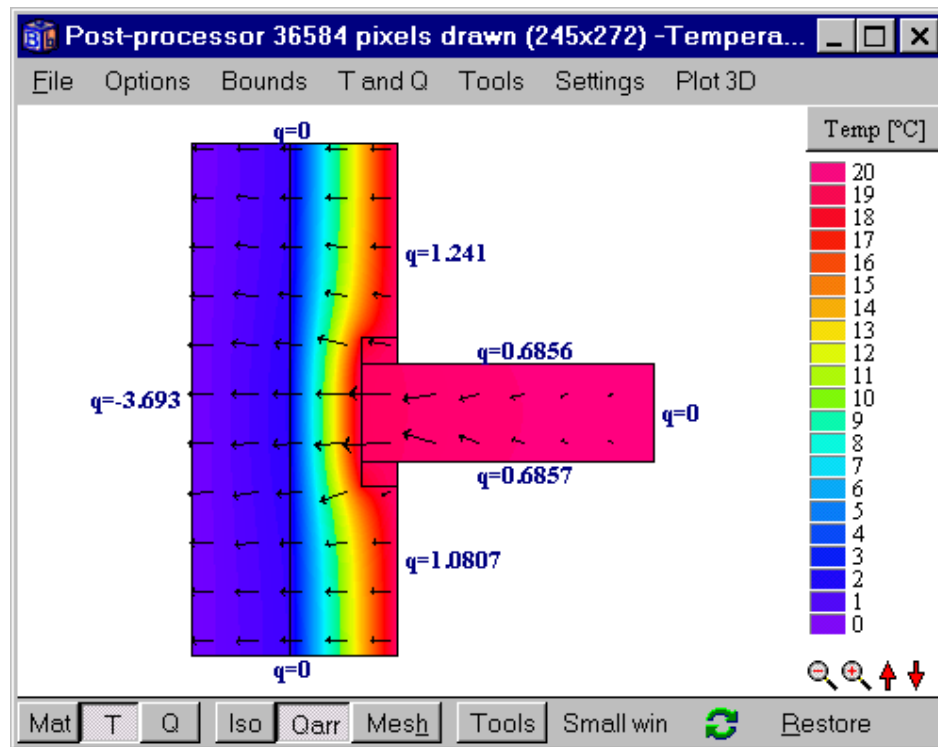 Post-processor 36584 pixels drawn (245x272) -Tempera...
File Options Bounds T and Q Tools Settings Plot 3D
Temp [°C]
q=0
q=1.241
q=0.6856
q=-3.693
q=0
q=0.6857
q=1.0807
q=0
20
19
18
17
16
15
14
13
12
11
10
9
8
7
6
5
4
3
2
1
0
Mat T Q Iso Qarr Mesh Tools Small win Restore